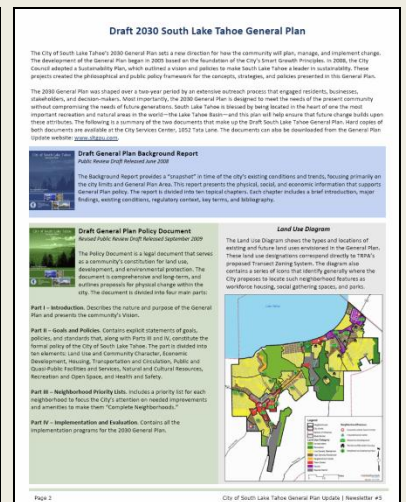 Draft 2030 South Lake Tahoe General Plan
The City of South Lake Tahoe's 2030 General Plan sets a new direction for how the community will plan, manage, and implement change.
The development of the General Plan began in 2005 based on the foundation of the City's Smart Growth Principles. In 2008, the City
Council adopted a Sustainability Plan, which outlined a vision and policies to make South Lake Tahoe a leader in sustainability. These
projects created the philosophical and public policy framework for the concepts, strategies, and policies presented in this General Plan.
The 2030 General Plan was shaped over a two-year period by an extensive outreach process that engaged residents, businesses,
stakeholders, and decision-makers. Most importantly, the 2030 General Plan is designed to meet the needs of the present community
without compromising the needs of future generations. South Lake Tahoe is blessed by being located in the heart of one the most
important recreation and natural areas in the world—the Lake Tahoe Basin—and this plan will help ensure that future change builds upon
these attributes. The following is a summary of the two documents that make up the Draft South Lake Tahoe General Plan. Hard copies of
both documents are available at the City Services Center, 1052 Tata Lane. The documents can also be downloaded from the General Plan
Update website: www.sltgpu.com.
Draft General Plan Background Report
Public Review Draft Released June 2008
The Background Report provides a "snapshot" in time of the city's existing conditions and trends, focusing primarily on
the city limits and General Plan Area. This report presents the physical, social, and economic information that supports
General Plan policy. The report is divided into ten topical chapters. Each chapter includes a brief introduction, major
findings, existing conditions, regulatory context, key terms, and bibliography.
Draft General Plan Policy Document
Revised Public Review Draft Released September 2009
The Policy Document is a legal document that serves
as a community's constitution for land use,
development, and environmental protection. The
document is comprehensive and long-term, and
outlines proposals for physical change within the
city. The document is divided into four main parts:
Part I – Introduction. Describes the nature and purpose of the General
Plan and presents the community's Vision.
Part II – Goals and Policies. Contains explicit statements of goals,
policies, and standards that, along with Parts III and IV, constitute the
formal policy of the City of South Lake Tahoe. The part is divided into
ten elements: Land Use and Community Character, Economic
Development, Housing, Transportation and Circulation, Public and
Quasi-Public Facilities and Services, Natural and Cultural Resources,
Recreation and Open Space, and Health and Safety.
Part III – Neighborhood Priority Lists. Includes a priority list for each
neighborhood to focus the City's attention on needed improvements
and amenities to make them "Complete Neighborhoods."
Part IV – Implementation and Evaluation. Contains all the
implementation programs for the 2030 General Plan.
Land Use Diagram
The Land Use Diagram shows the types and locations of
existing and future land uses envisioned in the General Plan.
These land use designations correspond directly to TRPA's
proposed Transect Zoning System. The diagram also
contains a series of icons that identify generally where the
City proposes to locate such neighborhood features as
workforce housing, social gathering spaces, and parks.
Page 2
City of South Lake Tahoe General Plan Update | Newsletter #5